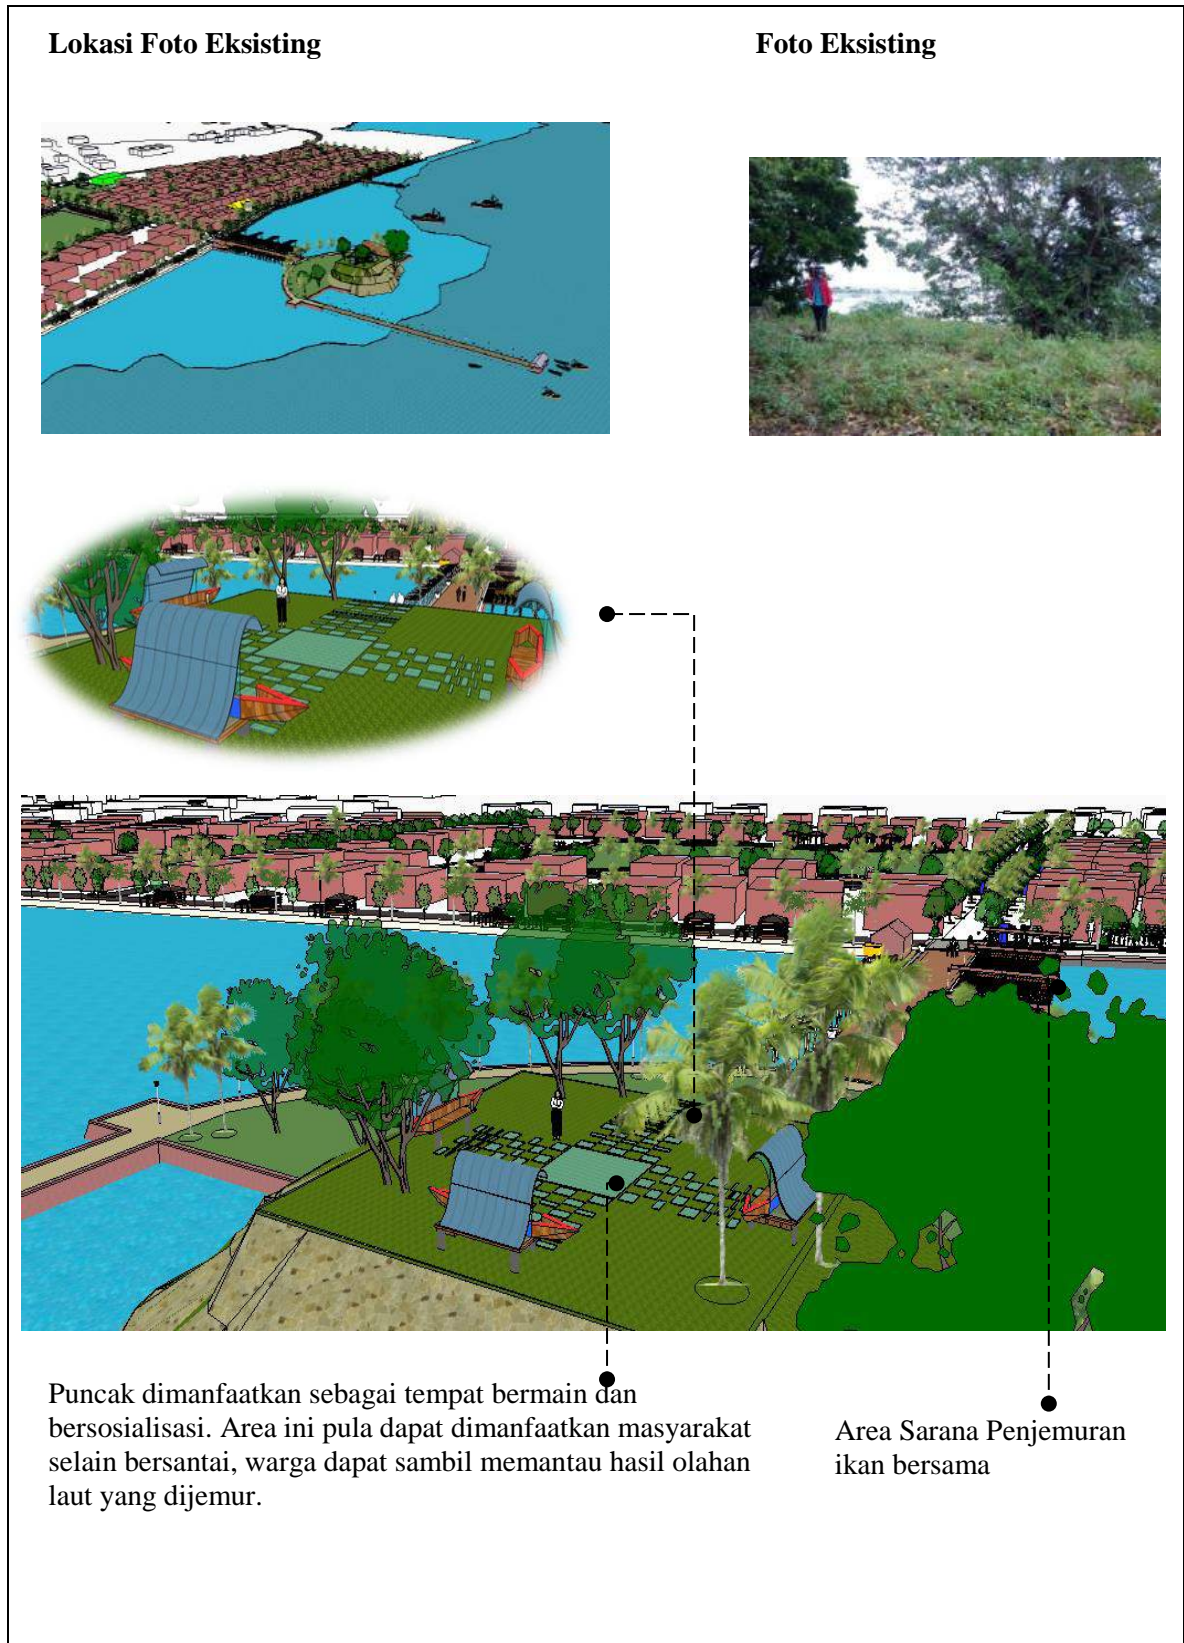 Lokasi Foto Eksisting
Foto Eksisting
Puncak dimanfaatkan sebagai tempat bermain dan
bersosialisasi. Area ini pula dapat dimanfaatkan masyarakat
selain bersantai, warga dapat sambil memantau hasil olahan
laut yang dijemur.
Area Sarana Penjemuran
ikan bersama